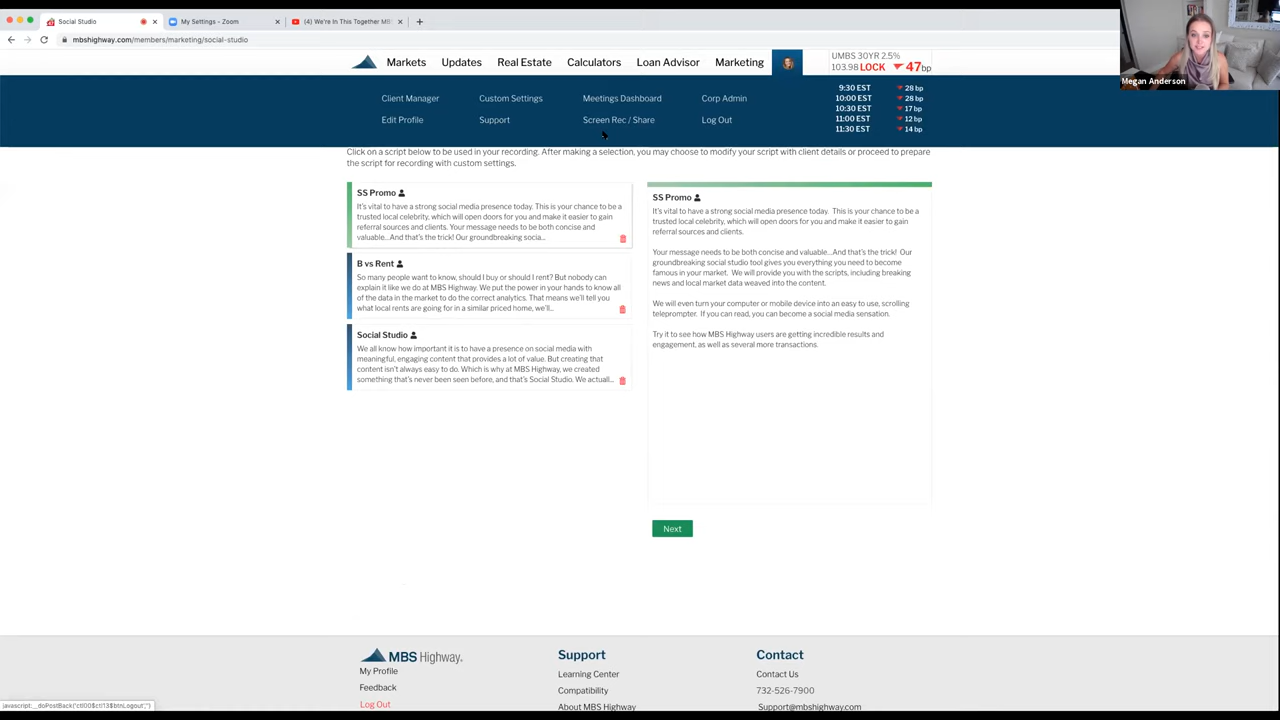 Social Studio
My Settings - Zoom
(4) We're In This Together MB
mbshighway.com/members/marketing/social-studio
Markets
Updates
Real Estate
Calculators
Loan Advisor
Marketing
UMBS 30YR 2.5%
103.98 LOCK 47bp
Megan Anderson
Client Manager
Custom Settings
Meetings Dashboard
Corp Admin
Edit Profile
Support
Screen Rec / Share
Log Out
9:30 EST 28 bp
10:00 EST 28 bp
10:30 EST 17 bp
11:00 EST 12 bp
11:30 EST 14 bp
Click on a script below to be used in your recording. After making a selection, you may choose to modify your script with client details or proceed to prepare
the script for recording with custom settings.
SS Promo
It's vital to have a strong social media presence today. This is your chance to be a
trusted local celebrity, which will open doors for you and make it easier to gain
referral sources and clients. Your message needs to be both concise and
valuable...And that's the trick! Our groundbreaking socia...
B vs Rent
So many people want to know, should I buy or should I rent? But nobody can
explain it like we do at MBS Highway. We put the power in your hands to know all
of the data in the market to do the correct analytics. That means we'll tell you
what local rents are going for in a similar priced home, we'll...
Social Studio
We all know how important it is to have a presence on social media with
meaningful, engaging content that provides a lot of value. But creating that
content isn't always easy to do. Which is why at MBS Highway, we created
something that's never been seen before, and that's Social Studio. We actuall...
SS Promo
It's vital to have a strong social media presence today. This is your chance to be a
trusted local celebrity, which will open doors for you and make it easier to gain
referral sources and clients.
Your message needs to be both concise and valuable...And that's the trick! Our
groundbreaking social studio tool gives you everything you need to become
famous in your market. We will provide you with the scripts, including breaking
news and local market data weaved into the content.
We will even turn your computer or mobile device into an easy to use, scrolling
teleprompter. If you can read, you can become a social media sensation.
Try it to see how MBS Highway users are getting incredible results and
engagement, as well as several more transactions.
Next
MBS Highway.
My Profile
Feedback
Log Out
Support
Learning Center
Compatibility
About MBS Highway
Contact
Contact Us
732-526-7900
Support@mbshighway.com
javascript:__doPostBack('ctl00$ctl13$btnLogout','')